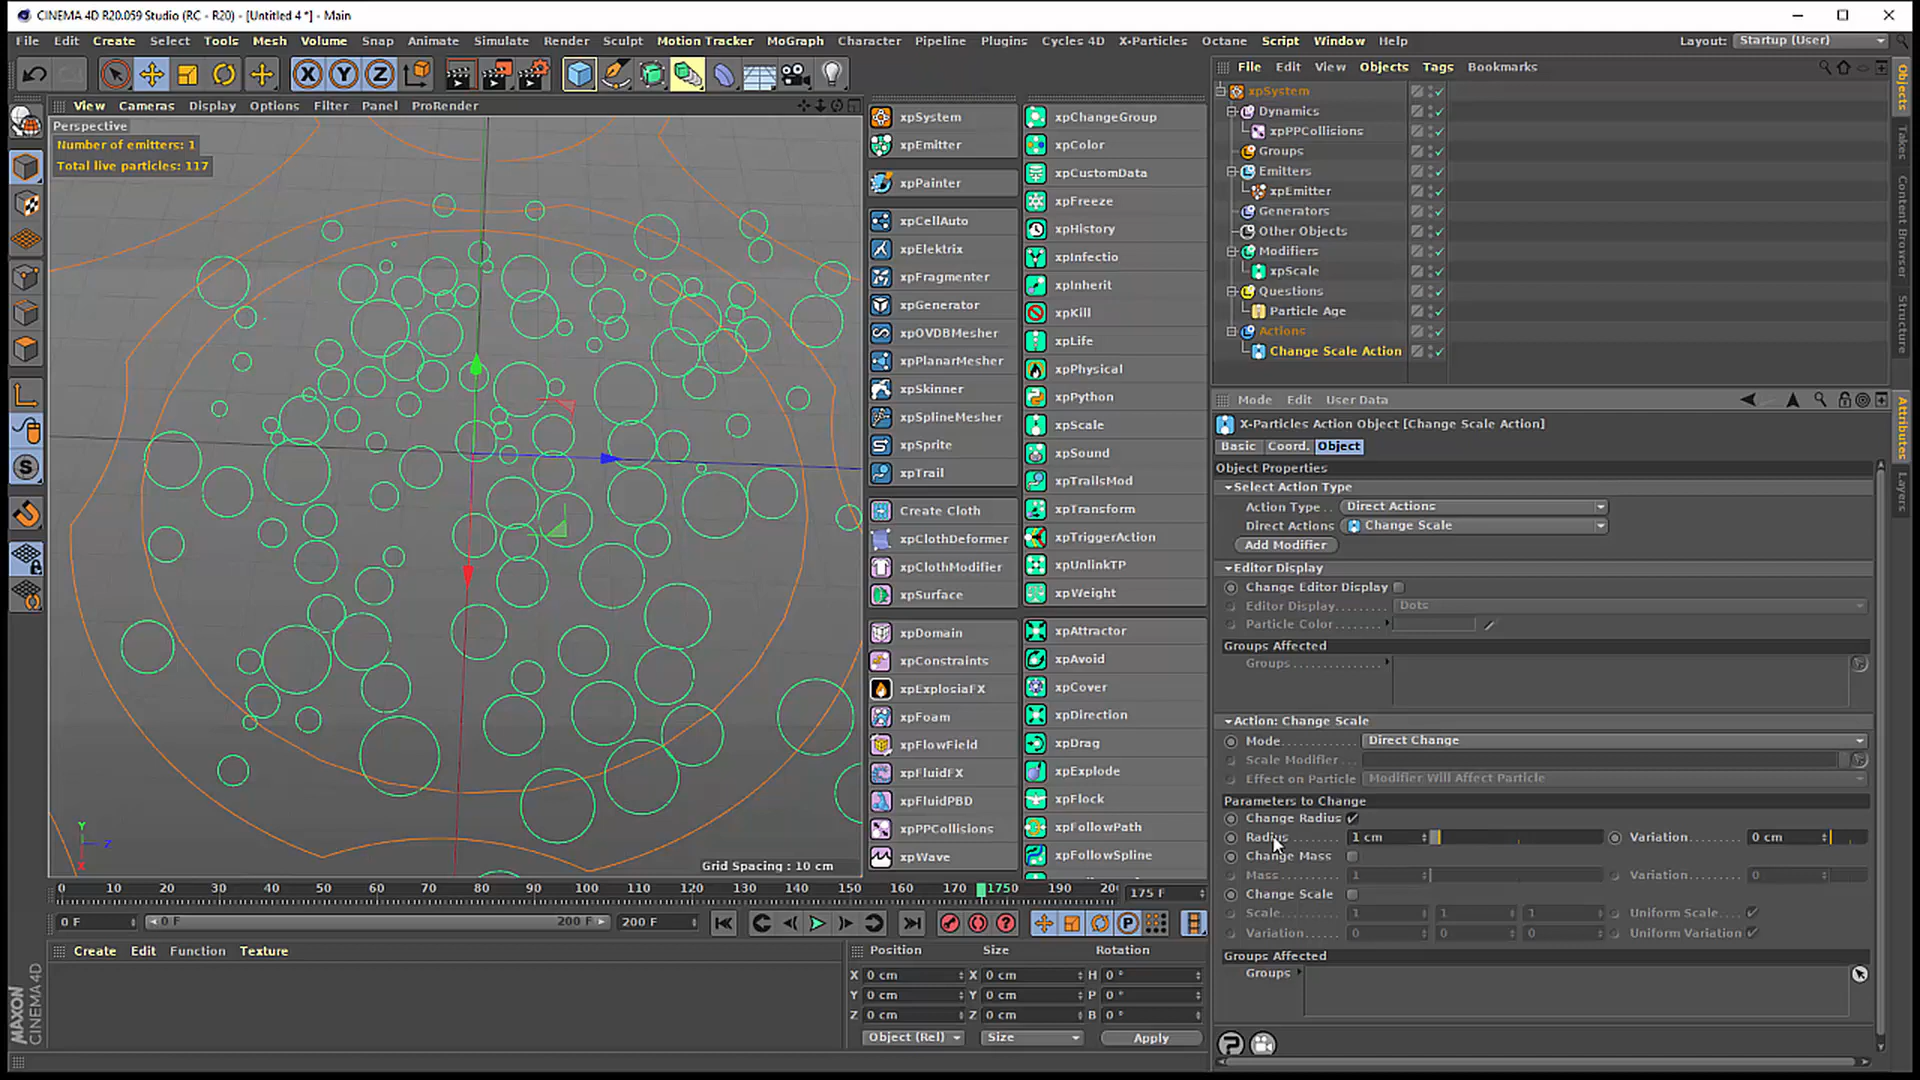 CINEMA 4D R20.059 Studio (RC - R20) - [Untitled 4 *] - Main
File Edit Create Select Tools Mesh Volume Snap Animate Simulate Render Sculpt Motion Tracker MoGraph Character Pipeline Plugins Cycles 4D X-Particles Octane Script Window Help Layout: Startup (User)
X Y Z
View Cameras Display Options Filter Panel ProRender
Perspective
Number of emitters: 1
Total live particles: 117
Y
Z
X
Grid Spacing : 10 cm
xpSystem
xpEmitter
xpPainter
xpCellAuto
xpElektrix
xpFragmenter
xpGenerator
xpOVDBMesher
xpPlanarMesher
xpSkinner
xpSplineMesher
xpSprite
xpTrail
Create Cloth
xpClothDeformer
xpClothModifier
xpSurface
xpDomain
xpConstraints
xpExplosiaFX
xpFoam
xpFlowField
xpFluidFX
xpFluidPBD
xpPPCollisions
xpWave
xpChangeGroup
xpColor
xpCustomData
xpFreeze
xpHistory
xpInfectio
xpInherit
xpKill
xpLife
xpPhysical
xpPython
xpScale
xpSound
xpTrailsMod
xpTransform
xpTriggerAction
xpUnlinkTP
xpWeight
xpAttractor
xpAvoid
xpCover
xpDirection
xpDrag
xpExplode
xpFlock
xpFollowPath
xpFollowSpline
File Edit View Objects Tags Bookmarks
xpSystem
Dynamics
xpPPCollisions
Groups
Emitters
xpEmitter
Generators
Other Objects
Modifiers
xpScale
Questions
Particle Age
Actions
Change Scale Action
Objects
Takes
Content Browser
Structure
Mode Edit User Data
X-Particles Action Object [Change Scale Action]
Basic Coord. Object
Object Properties
Select Action Type
Action Type . . Direct Actions
Direct Actions Change Scale
Add Modifier
Editor Display
Change Editor Display
Editor Display . . . . . . . . . Dots
Particle Color . . . . . . . . .
Groups Affected
Groups . . . . . . . . . . . . .
Action: Change Scale
Mode . . . . . . . . . . . . Direct Change
Scale Modifier . . .
Effect on Particle Modifier Will Affect Particle
Parameters to Change
Change Radius
Radius . . . . . . . 1 cm Variation . . . . . . 0 cm
Change Mass
Mass . . . . . . . . . 1 Variation . . . . . . 0
Change Scale
Scale . . . . . . . . . 1 1 1 Uniform Scale . . .
Variation . . . . . . 0 0 0 Uniform Variation
Groups Affected
Groups
Attributes
Layers
0 10 20 30 40 50 60 70 80 90 100 110 120 130 140 150 160 170 1750 190 20 175 F
0 F 0 F 200 F 200 F
Create Edit Function Texture
Position Size Rotation
X 0 cm X 0 cm H 0 °
Y 0 cm Y 0 cm P 0 °
Z 0 cm Z 0 cm B 0 °
Object (Rel) Size Apply
MAXON
CINEMA 4D